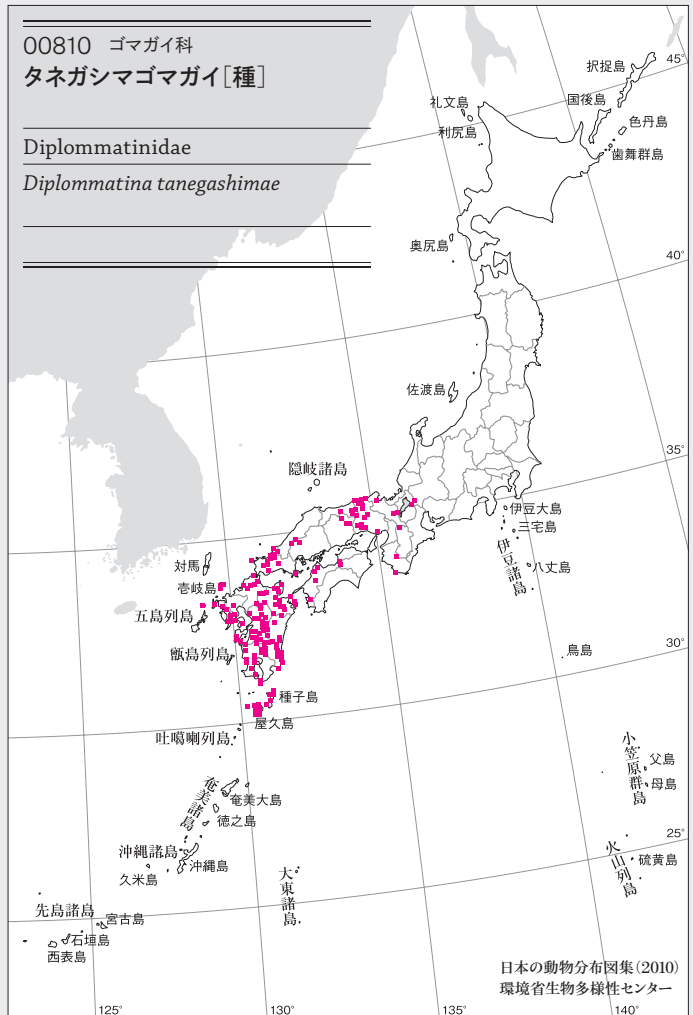 00810 ゴマガイ科
タネガシマゴマガイ[種]
Diplommatinidae
Diplommatina tanegashimae
択捉島
45°
礼文島
国後島
利尻島
色丹島
歯舞群島
奥尻島
40°
佐渡島
35°
隠岐諸島
伊豆大島
三宅島
伊豆諸島
八丈島
対馬
壱岐島
五島列島
甑島列島
鳥島
30°
種子島
屋久島
吐噶喇列島
小笠原群島
父島
母島
奄美諸島
奄美大島
徳之島
25°
沖縄諸島
沖縄島
久米島
火山列島
硫黄島
大東諸島
先島諸島
宮古島
石垣島
西表島
日本の動物分布図集(2010)
環境省生物多様性センター
125°
130°
135°
140°